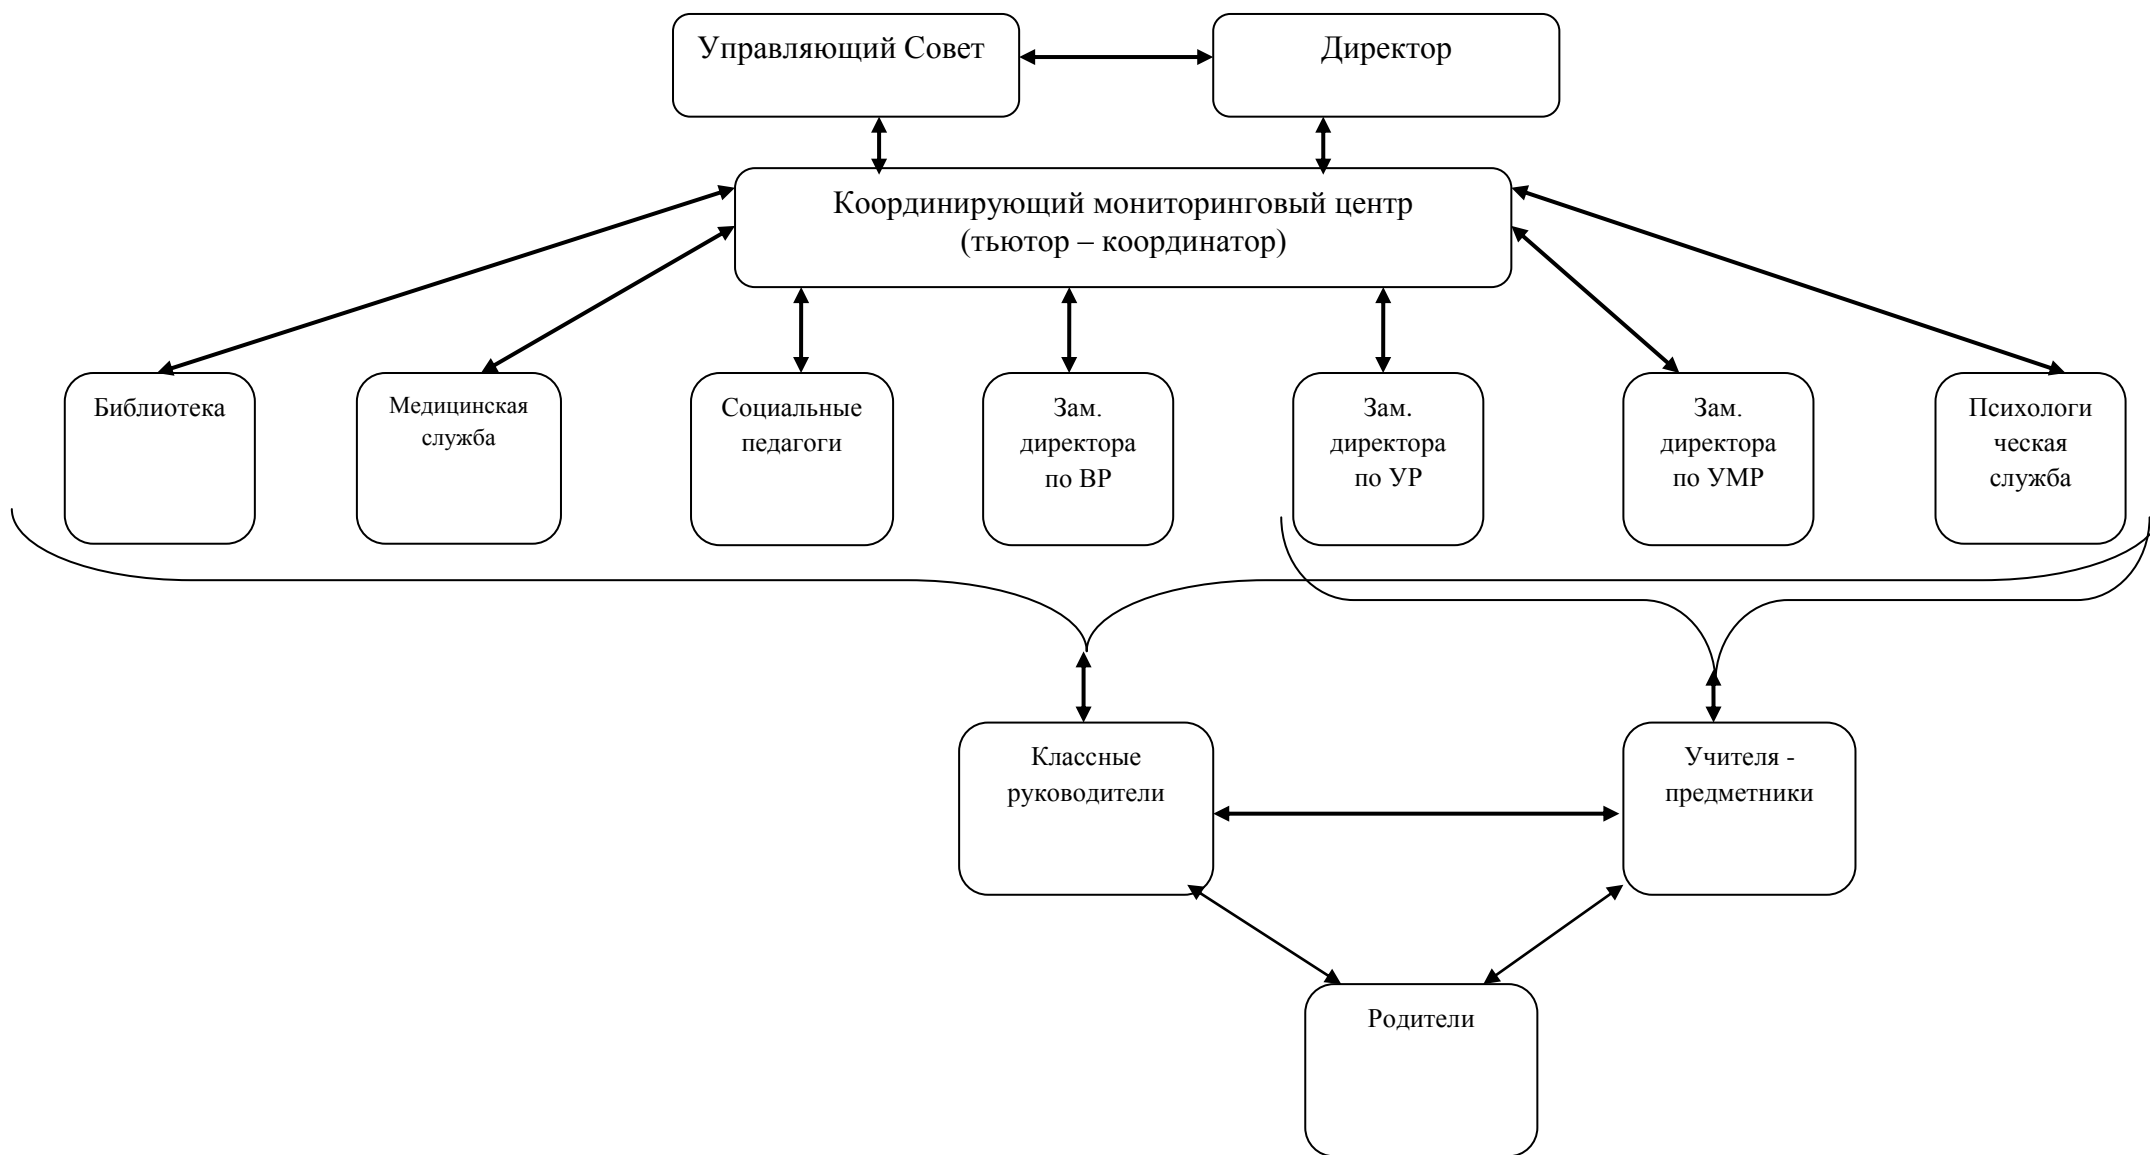 Управляющий Совет
Директор
Координирующий мониторинговый центр
(тьютор – координатор)
Библиотека
Медицинская
служба
Социальные
педагоги
Зам.
директора
по ВР
Зам.
директора
по УР
Зам.
директора
по УМР
Психологи
ческая
служба
Классные
руководители
Учителя -
предметники
Родители